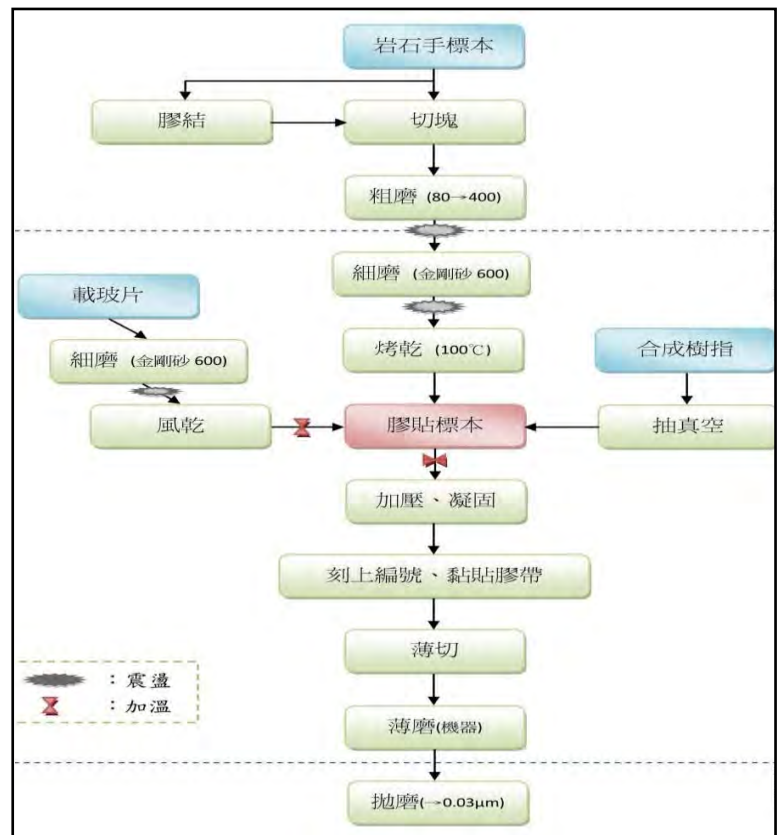 岩石手標本
膠結
切塊
粗磨 (80→400)
細磨 (金剛砂 600)
載玻片
細磨 (金剛砂 600)
烤乾 (100℃)
合成樹指
風乾
膠貼標本
抽真空
加壓、凝固
刻上編號、黏貼膠帶
薄切
：震盪
：加溫
薄磨(機器)
拋磨(→0.03μm)